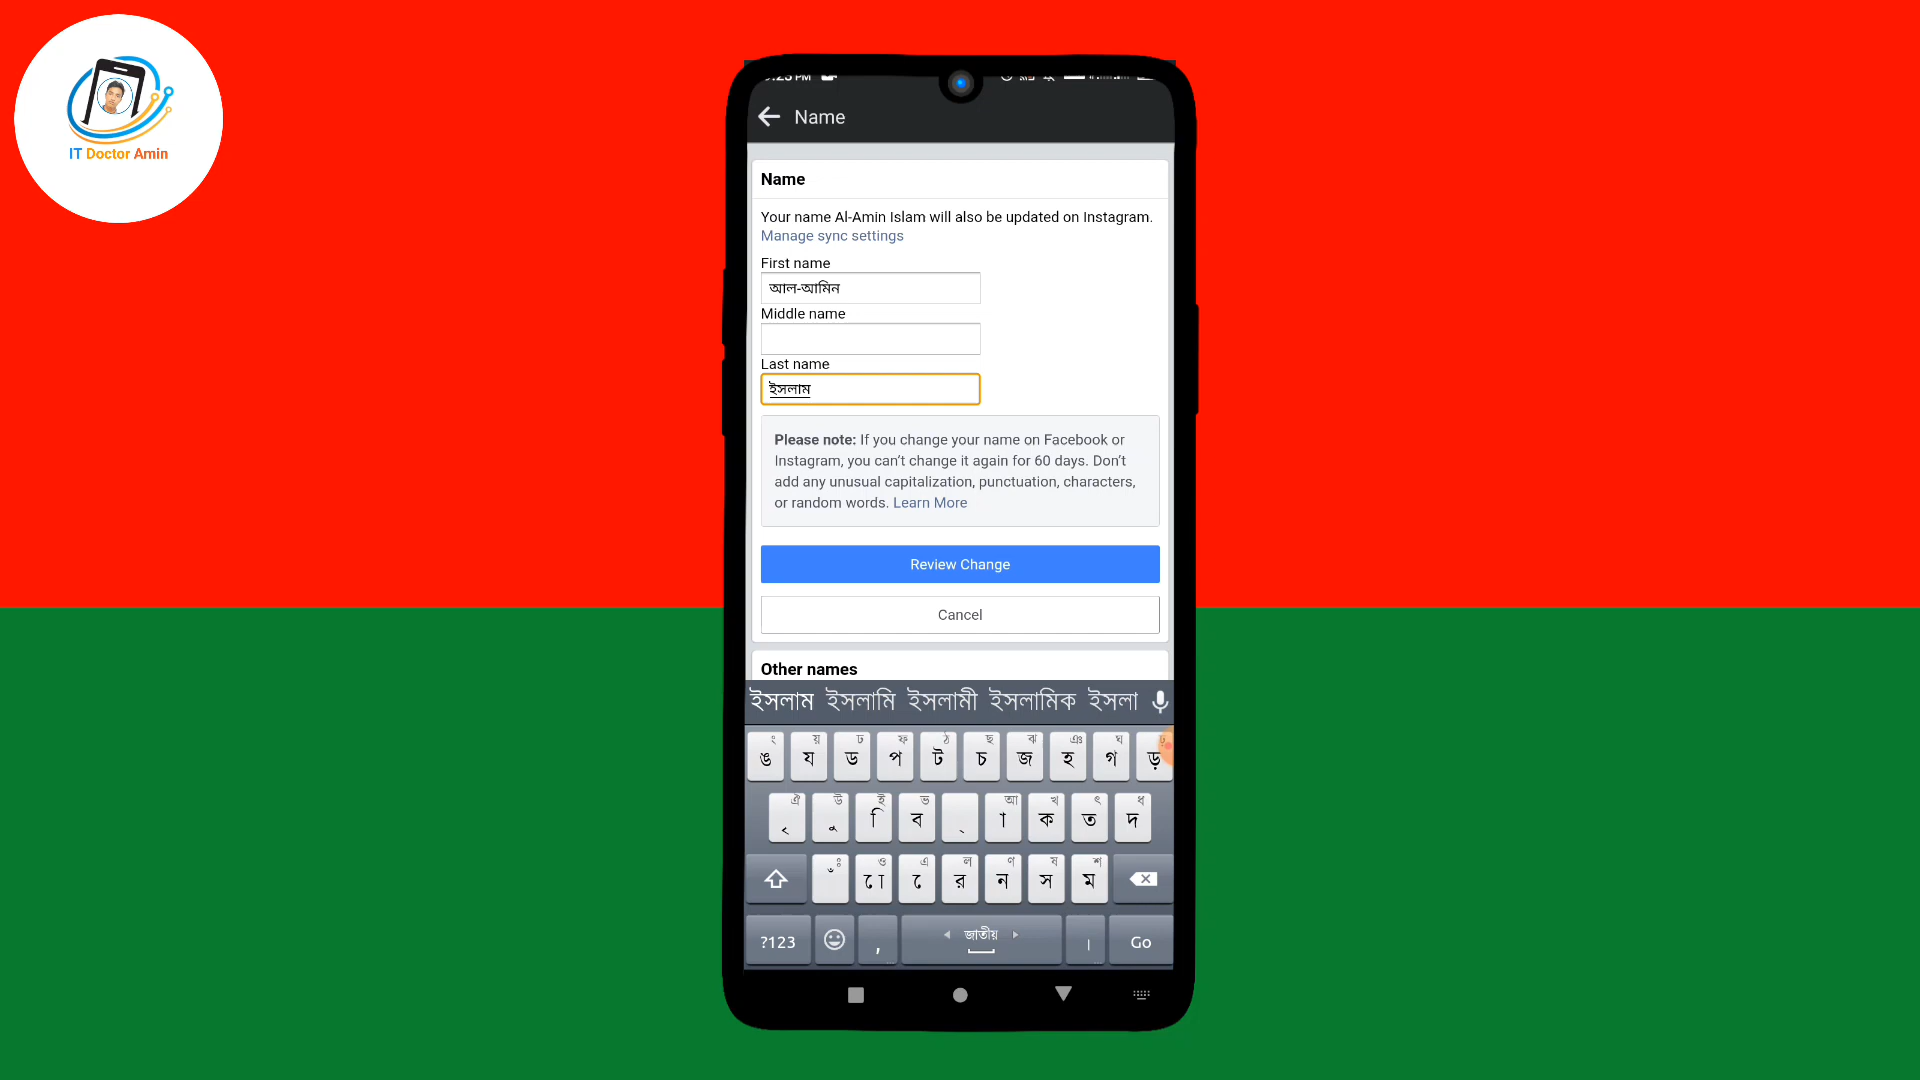 IT Doctor Amin
Name
Name
Your name Al-Amin Islam will also be updated on Instagram.
Manage sync settings
First name
আল-আমিন
Middle name
Last name
ইসলাম
Please note: If you change your name on Facebook or
Instagram, you can’t change it again for 60 days. Don’t
add any unusual capitalization, punctuation, characters,
or random words. Learn More
Review Change
Cancel
Other names
ইসলাম ইসলামি ইসলামী ইসলামিক ইসলা
ং য় ঢ ফ ঠ ছ ঝ ঞ ঘ
ঙ য ড প ট চ জ হ গ ড়
ঐ উ ই ভ আ খ ৎ ধ
ৃ ু ি ব ্ া ক ত দ
ঃ ও এ ল ণ ষ শ
ঁ ো ে র ন স ম
?123 , জাতীয় । Go